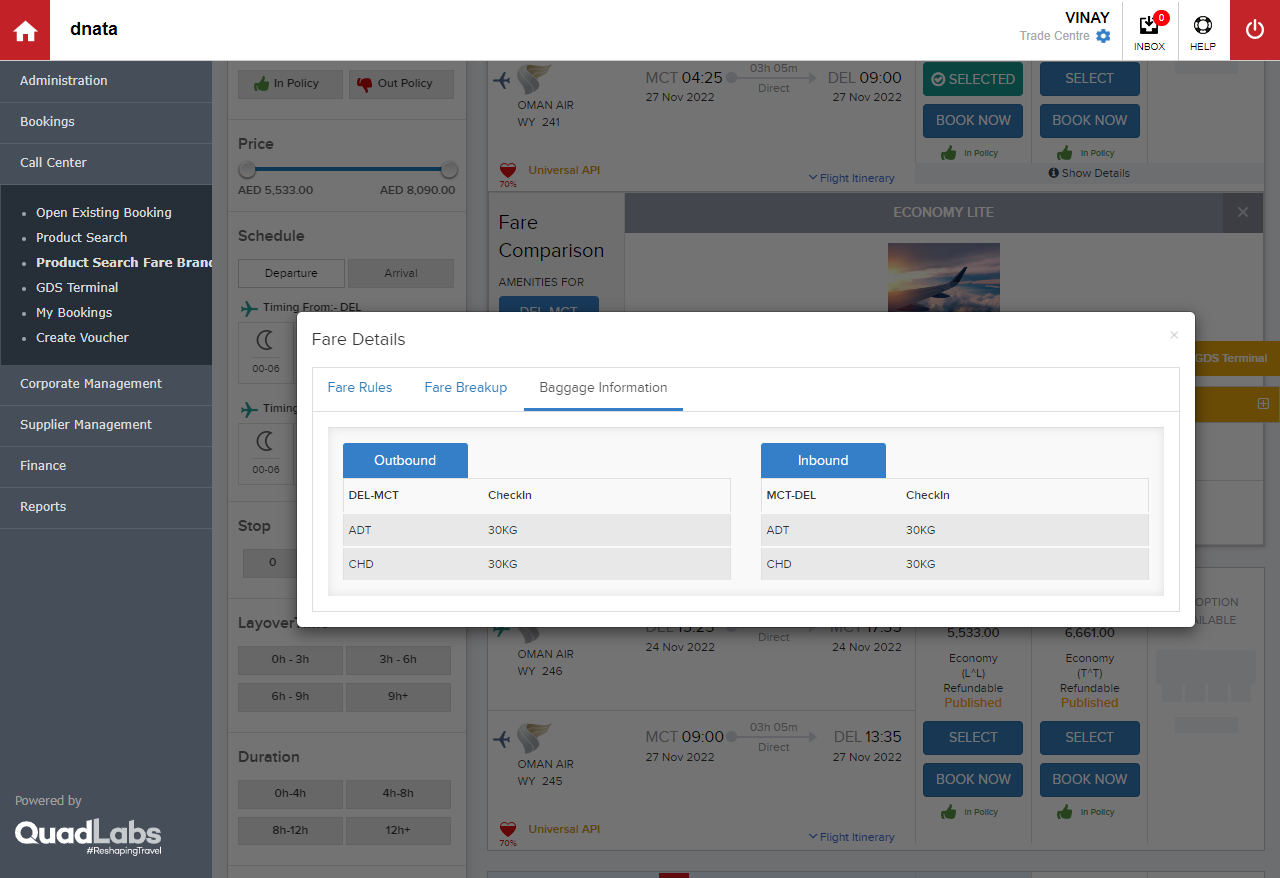 dnata
VINAY
Trade Centre
0
INBOX
HELP
Administration
Bookings
Call Center
Open Existing Booking
Product Search
Product Search Fare Brand
GDS Terminal
My Bookings
Create Voucher
Corporate Management
Supplier Management
Finance
Reports
Powered by
QuadLabs
#ReshapingTravel
In Policy
Out Policy
Price
AED 5,533.00
AED 8,090.00
Schedule
Departure
Arrival
Timing From:- DEL
00-06
Timing
00-06
Stop
0
Layover
0h - 3h
3h - 6h
6h - 9h
9h+
Duration
0h-4h
4h-8h
8h-12h
12h+
OMAN AIR
WY 241
MCT 04:25
27 Nov 2022
03h 05m
Direct
DEL 09:00
27 Nov 2022
SELECTED
SELECT
BOOK NOW
BOOK NOW
In Policy
In Policy
70%
Universal API
Flight Itinerary
Show Details
Fare
Comparison
AMENITIES FOR
DEL-MCT
ECONOMY LITE
×
GDS Terminal
Fare Details
×
Fare Rules
Fare Breakup
Baggage Information
Outbound
DEL-MCT CheckIn
ADT 30KG
CHD 30KG
Inbound
MCT-DEL CheckIn
ADT 30KG
CHD 30KG
OMAN AIR
WY 246
DEL 13:25
24 Nov 2022
Direct
MCT 17:35
24 Nov 2022
5,533.00
6,661.00
Economy
(L^L)
Refundable
Published
Economy
(T^T)
Refundable
Published
OPTION
OMAN AIR
WY 245
MCT 09:00
27 Nov 2022
03h 05m
Direct
DEL 13:35
27 Nov 2022
SELECT
SELECT
BOOK NOW
BOOK NOW
In Policy
In Policy
70%
Universal API
Flight Itinerary